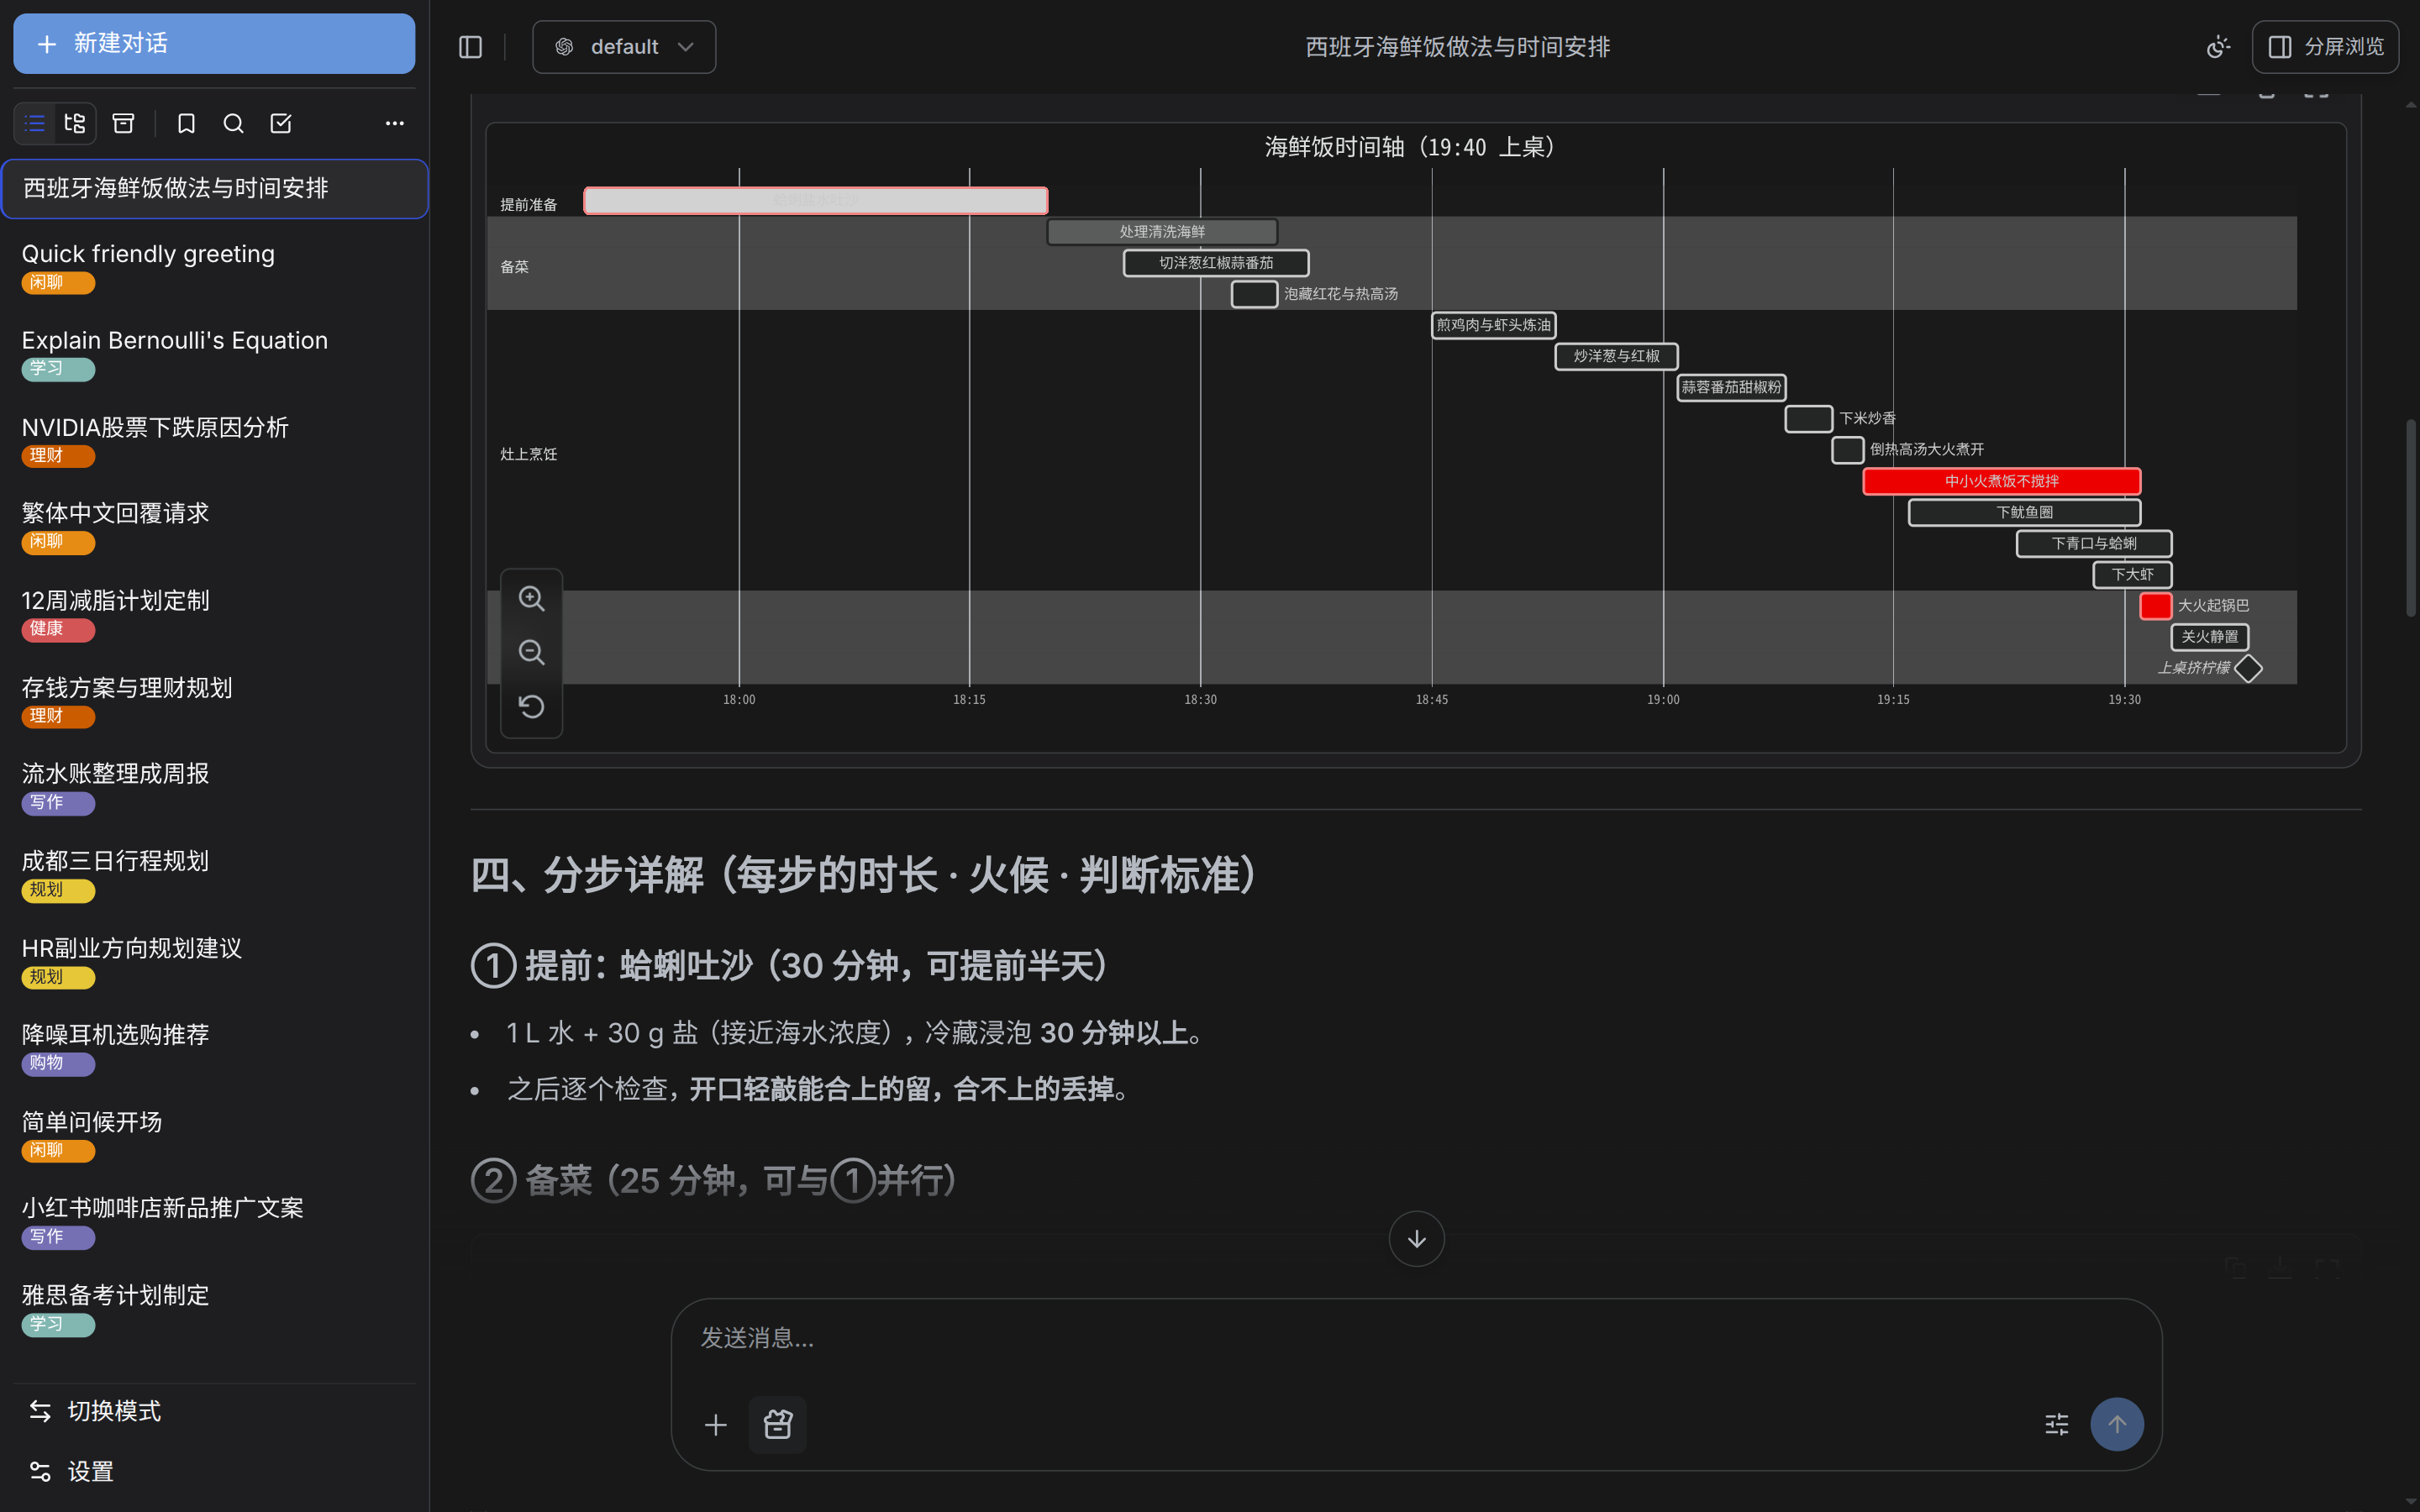 新建对话
西班牙海鲜饭做法与时间安排
Quick friendly greeting
闲聊
Explain Bernoulli's Equation
学习
NVIDIA股票下跌原因分析
理财
繁体中文回覆请求
闲聊
12周减脂计划定制
健康
存钱方案与理财规划
理财
流水账整理成周报
写作
成都三日行程规划
规划
HR副业方向规划建议
规划
降噪耳机选购推荐
购物
简单问候开场
闲聊
小红书咖啡店新品推广文案
写作
雅思备考计划制定
学习
切换模式
设置
default
西班牙海鲜饭做法与时间安排
分屏浏览
海鲜饭时间轴（19:40 上桌）
提前准备
处理清洗海鲜
备菜
切洋葱红椒蒜番茄
泡藏红花与热高汤
煎鸡肉与虾头炼油
炒洋葱与红椒
蒜蓉番茄甜椒粉
下米炒香
灶上烹饪
倒热高汤大火煮开
中小火煮饭不搅拌
下鱿鱼圈
下青口与蛤蜊
下大虾
大火起锅巴
关火静置
上桌挤柠檬
18:00 18:15 18:30 18:45 19:00 19:15 19:30
四、分步详解（每步的时长 · 火候 · 判断标准）
① 提前：蛤蜊吐沙（30 分钟，可提前半天）
• 1 L 水 + 30 g 盐（接近海水浓度），冷藏浸泡 30 分钟以上。
• 之后逐个检查，开口轻敲能合上的留，合不上的丢掉。
② 备菜（25 分钟，可与①并行）
发送消息...